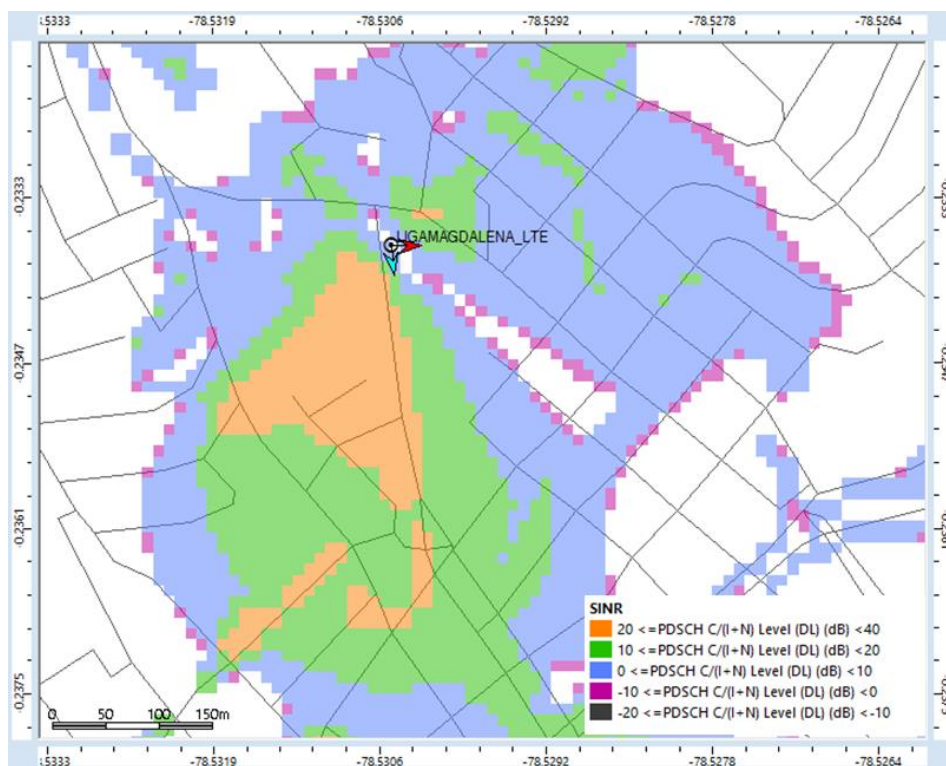 .5333 -78.5319 -78.5306 -78.5292 -78.5278 -78.5264
-0.2333
-0.2347
-0.2361
-0.2375
LIGAMAGDALENA_LTE
SINR
20 <=PDSCH C/(I+N) Level (DL) (dB) <40
10 <=PDSCH C/(I+N) Level (DL) (dB) <20
0 <=PDSCH C/(I+N) Level (DL) (dB) <10
-10 <=PDSCH C/(I+N) Level (DL) (dB) <0
-20 <=PDSCH C/(I+N) Level (DL) (dB) <-10
0 50 100 150m
.5333 -78.5319 -78.5306 -78.5292 -78.5278 -78.5264